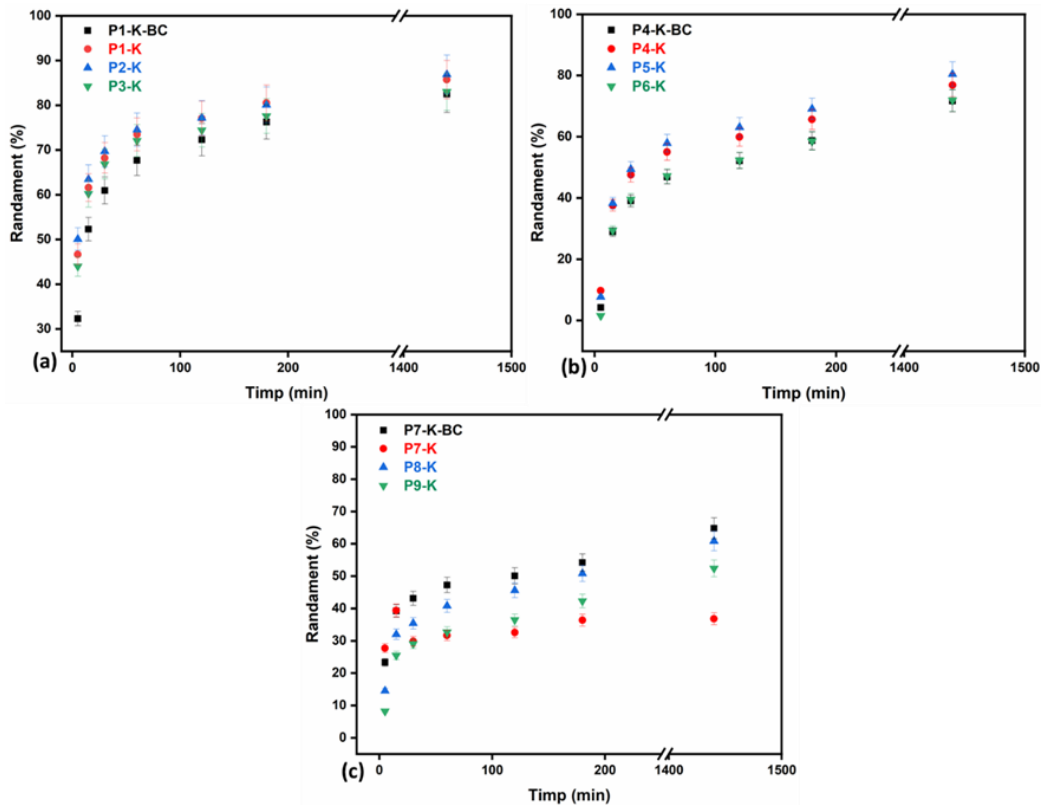 100
90
80
70
60
50
40
30
Randament (%)
P1-K-BC
P1-K
P2-K
P3-K
(a)
0 100 200 1400 1500
Timp (min)
100
80
60
40
20
0
Randament (%)
P4-K-BC
P4-K
P5-K
P6-K
(b)
0 100 200 1400 1500
Timp (min)
100
90
80
70
60
50
40
30
20
10
0
Randament (%)
P7-K-BC
P7-K
P8-K
P9-K
(c)
0 100 200 1400 1500
Timp (min)